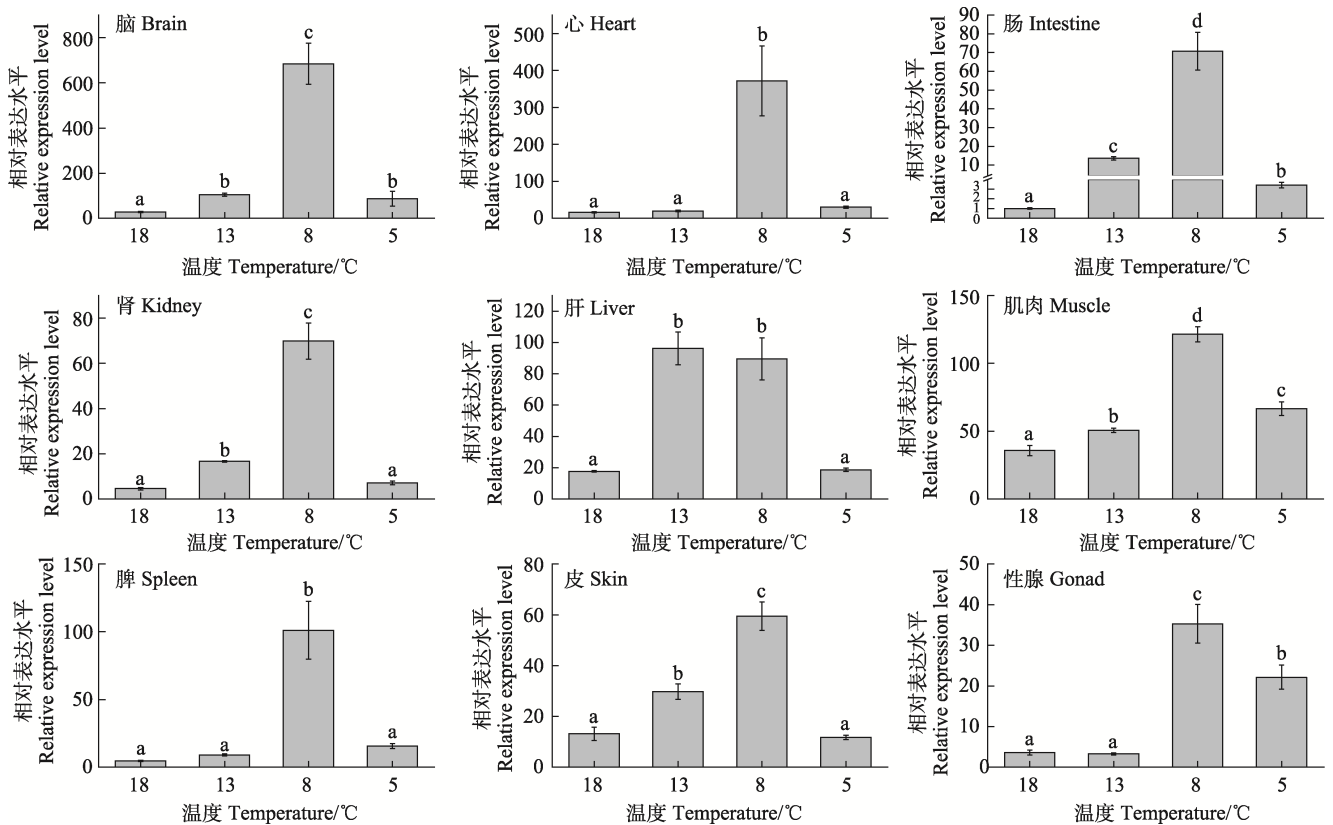 脑 Brain
相对表达水平
Relative expression level
800
600
400
200
0
a
b
c
b
18
13
8
5
温度 Temperature/℃
心 Heart
相对表达水平
Relative expression level
500
400
300
200
100
0
a
a
b
a
18
13
8
5
温度 Temperature/℃
肠 Intestine
相对表达水平
Relative expression level
90
80
70
60
50
40
30
20
10
3
2
1
0
a
c
d
b
18
13
8
5
温度 Temperature/℃
肾 Kidney
相对表达水平
Relative expression level
80
60
40
20
0
a
b
c
a
18
13
8
5
温度 Temperature/℃
肝 Liver
相对表达水平
Relative expression level
120
100
80
60
40
20
0
a
b
b
a
18
13
8
5
温度 Temperature/℃
肌肉 Muscle
相对表达水平
Relative expression level
150
100
50
0
a
b
d
c
18
13
8
5
温度 Temperature/℃
脾 Spleen
相对表达水平
Relative expression level
150
100
50
0
a
a
b
a
18
13
8
5
温度 Temperature/℃
皮 Skin
相对表达水平
Relative expression level
80
60
40
20
0
a
b
c
a
18
13
8
5
温度 Temperature/℃
性腺 Gonad
相对表达水平
Relative expression level
50
40
30
20
10
0
a
a
c
b
18
13
8
5
温度 Temperature/℃